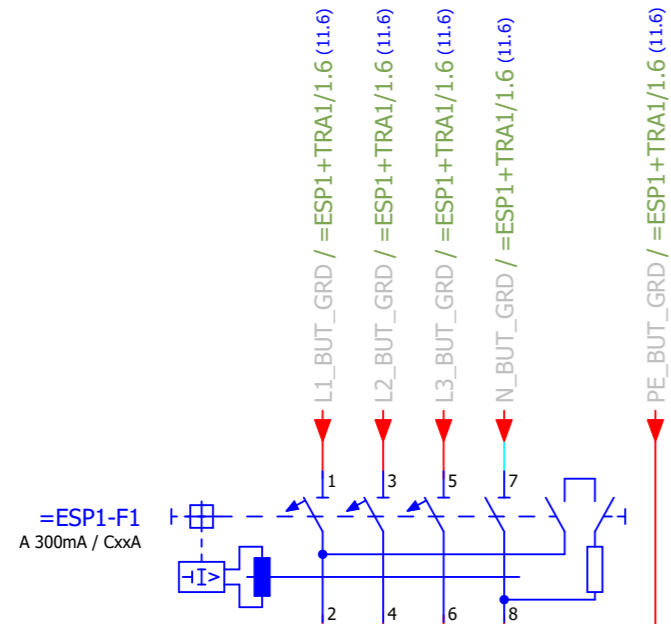 L1_BUT_GRD / =ESP1+TRA1/1.6 (11.6)
L2_BUT_GRD / =ESP1+TRA1/1.6 (11.6)
L3_BUT_GRD / =ESP1+TRA1/1.6 (11.6)
N_BUT_GRD / =ESP1+TRA1/1.6 (11.6)
PE_BUT_GRD / =ESP1+TRA1/1.6 (11.6)
1 3 5 7
=ESP1-F1
A 300mA / CxxA
I>
2 4 6 8